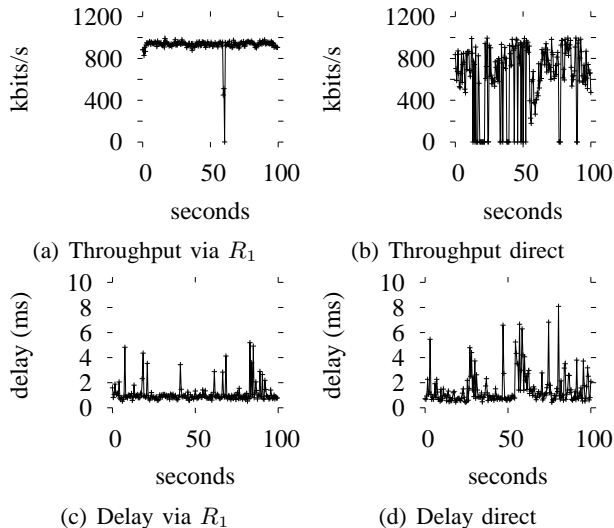 1200
800
400
0
kbits/s
0 50 100
seconds
(a) Throughput via R1
1200
800
400
0
kbits/s
0 50 100
seconds
(b) Throughput direct
10
8
6
4
2
0
delay (ms)
0 50 100
seconds
(c) Delay via R1
10
8
6
4
2
0
delay (ms)
0 50 100
seconds
(d) Delay direct